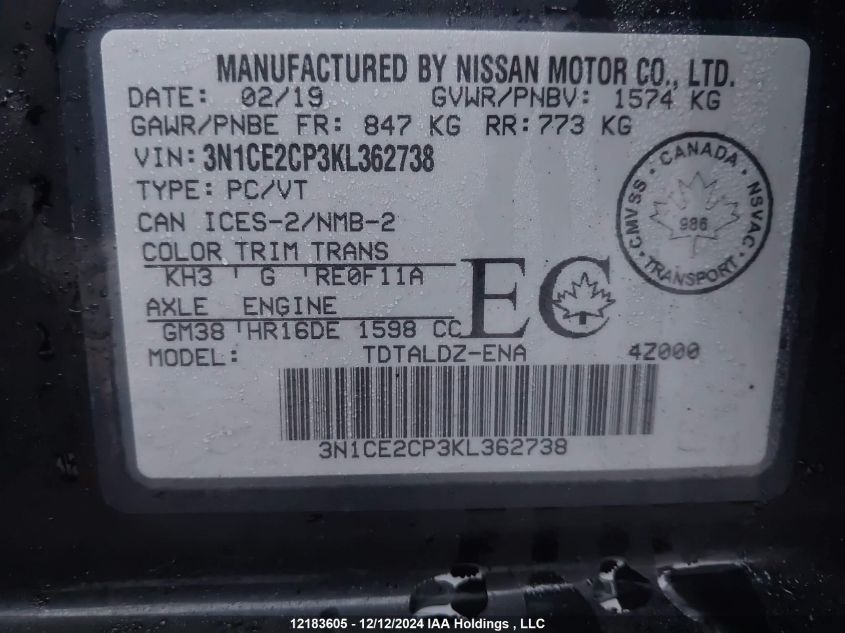 MANUFACTURED BY NISSAN MOTOR CO., LTD.
DATE: 02/19 GVWR/PNBV: 1574 KG
GAWR/PNBE FR: 847 KG RR: 773 KG
VIN: 3N1CE2CP3KL362738
TYPE: PC/VT
CAN ICES-2/NMB-2
COLOR TRIM TRANS
KH3 G RE0F11A
AXLE ENGINE
GM38 HR16DE 1598 CC
MODEL: TDTALDZ-ENA 4Z000
EC
CANADA
CMVSS
986
NSVAC
TRANSPORT
3N1CE2CP3KL362738
12183605 - 12/12/2024 IAA Holdings , LLC